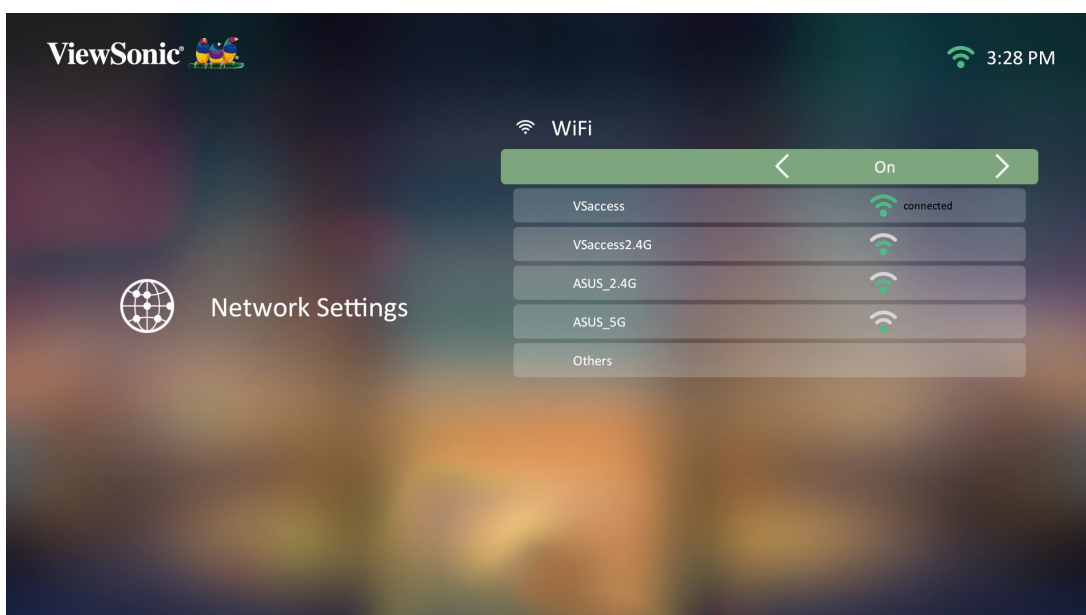 ViewSonic®
3:28 PM
WiFi
On
VSaccess connected
VSaccess2.4G
ASUS_2.4G
Network Settings
ASUS_5G
Others